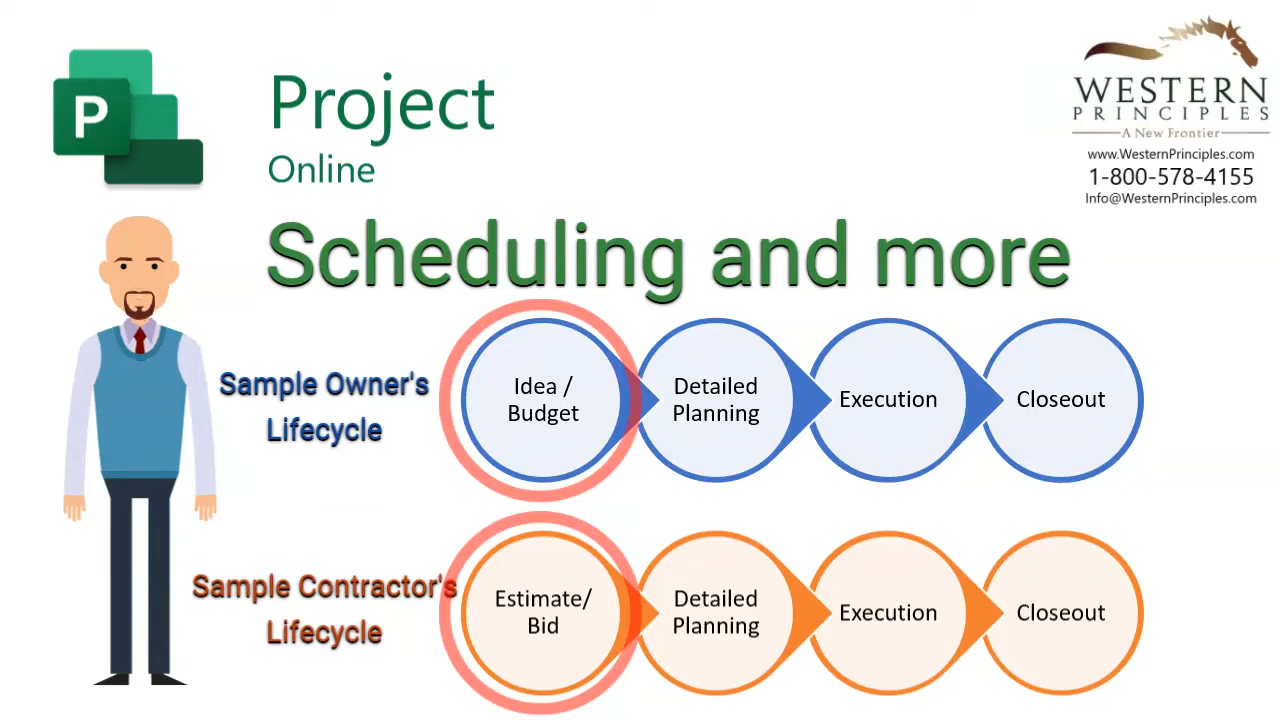 P
Project
Online
WESTERN
PRINCIPLES
A New Frontier
www.WesternPrinciples.com
1-800-578-4155
Info@WesternPrinciples.com
Scheduling and more
Sample Owner's
Lifecycle
Idea /
Budget
Detailed
Planning
Execution
Closeout
Sample Contractor's
Lifecycle
Estimate/
Bid
Detailed
Planning
Execution
Closeout